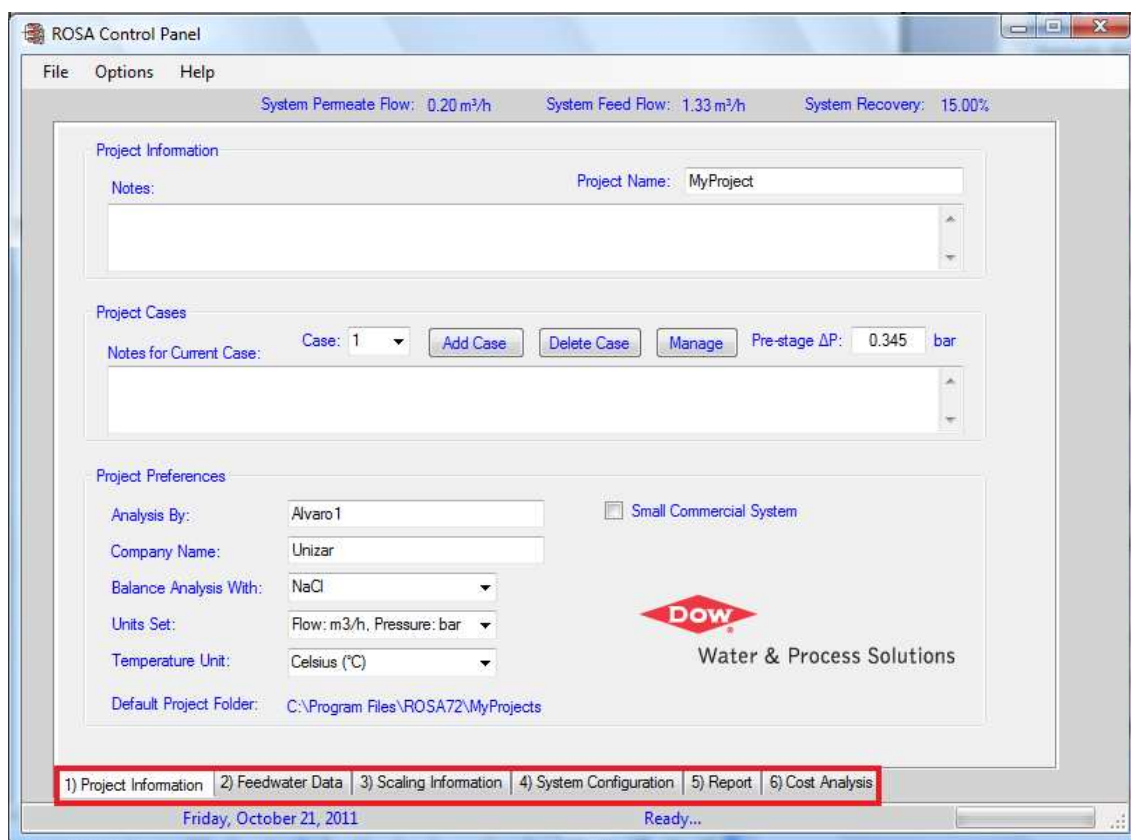 ROSA Control Panel
File Options Help
System Permeate Flow: 0.20 m³/h System Feed Flow: 1.33 m³/h System Recovery: 15.00%
Project Information
Notes: Project Name: MyProject
Project Cases
Case: 1 Add Case Delete Case Manage Pre-stage ΔP: 0.345 bar
Notes for Current Case:
Project Preferences
Analysis By: Alvaro1 Small Commercial System
Company Name: Unizar
Balance Analysis With: NaCl
Units Set: Flow: m3/h, Pressure: bar
DOW
Temperature Unit: Celsius (°C)
Water & Process Solutions
Default Project Folder: C:\Program Files\ROSA72\MyProjects
1) Project Information 2) Feedwater Data 3) Scaling Information 4) System Configuration 5) Report 6) Cost Analysis
Friday, October 21, 2011 Ready...